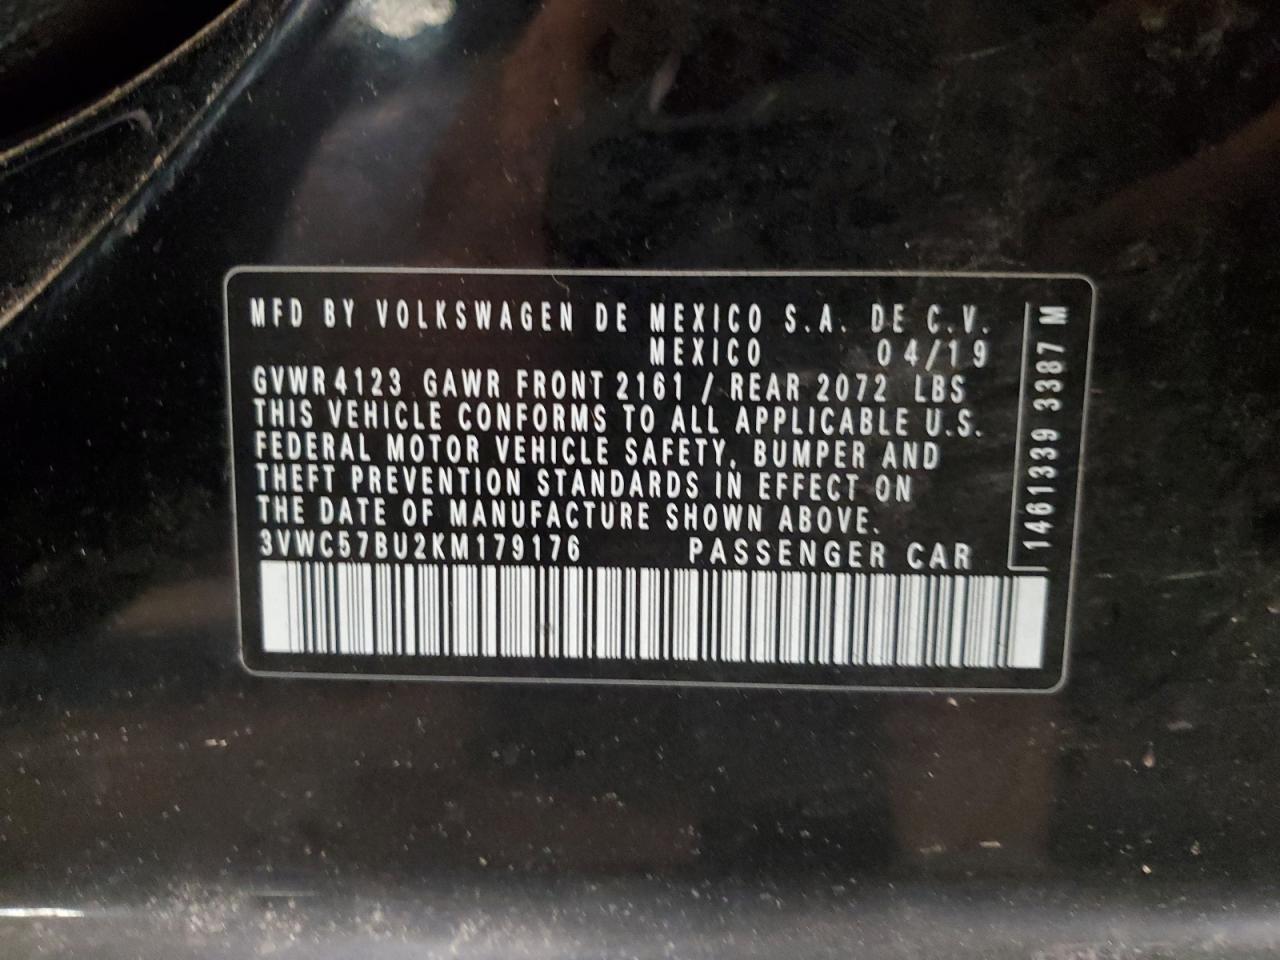 MFD BY VOLKSWAGEN DE MEXICO S.A. DE C.V.
MEXICO 04/19
GVWR 4123 GAWR FRONT 2161 / REAR 2072 LBS
THIS VEHICLE CONFORMS TO ALL APPLICABLE U.S.
FEDERAL MOTOR VEHICLE SAFETY, BUMPER AND
THEFT PREVENTION STANDARDS IN EFFECT ON
THE DATE OF MANUFACTURE SHOWN ABOVE.
3VWC57BU2KM179176 PASSENGER CAR
1461339 3387 M